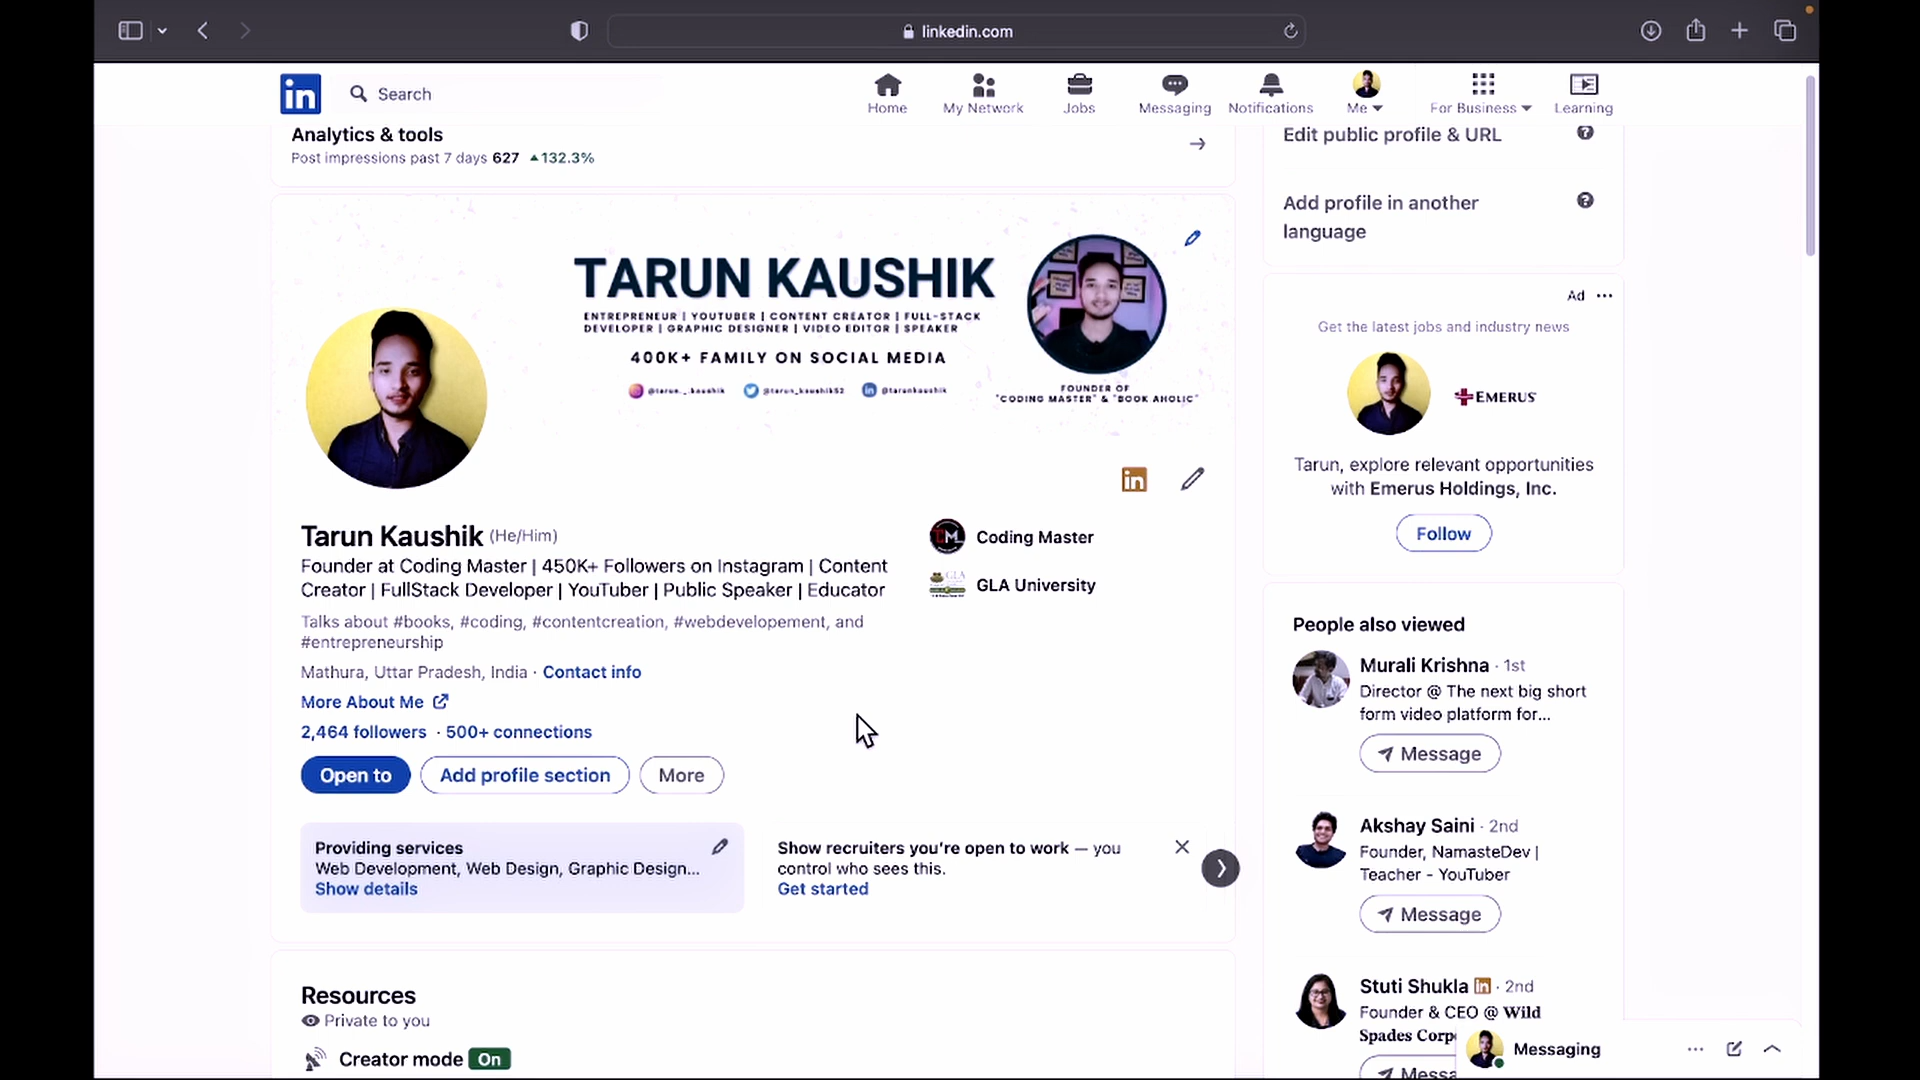 linkedin.com
in
Search
Home
My Network
Jobs
Messaging
Notifications
Me
For Business
Learning
Analytics & tools
Post impressions past 7 days 627 ▲132.3%
Edit public profile & URL
Add profile in another
language
TARUN KAUSHIK
ENTREPRENEUR | YOUTUBER | CONTENT CREATOR | FULL-STACK
DEVELOPER | GRAPHIC DESIGNER | VIDEO EDITOR | SPEAKER
400K+ FAMILY ON SOCIAL MEDIA
@tarun_._kaushik @tarun_kaushik52 @tarunkaushik
FOUNDER OF
"CODING MASTER" & "BOOK AHOLIC"
in
Tarun Kaushik (He/Him)
Founder at Coding Master | 450K+ Followers on Instagram | Content
Creator | FullStack Developer | YouTuber | Public Speaker | Educator
Talks about #books, #coding, #contentcreation, #webdevelopement, and
#entrepreneurship
Mathura, Uttar Pradesh, India · Contact info
More About Me
2,464 followers · 500+ connections
Open to
Add profile section
More
Coding Master
GLA University
Providing services
Web Development, Web Design, Graphic Design...
Show details
Show recruiters you're open to work — you
control who sees this.
Get started
Resources
Private to you
Creator mode On
Ad ...
Get the latest jobs and industry news
EMERUS
Tarun, explore relevant opportunities
with Emerus Holdings, Inc.
Follow
People also viewed
Murali Krishna · 1st
Director @ The next big short
form video platform for...
Message
Akshay Saini · 2nd
Founder, NamasteDev |
Teacher - YouTube
Message
Stuti Shukla in · 2nd
Founder & CEO @ Wild
Spades Corp
Messa
Messaging